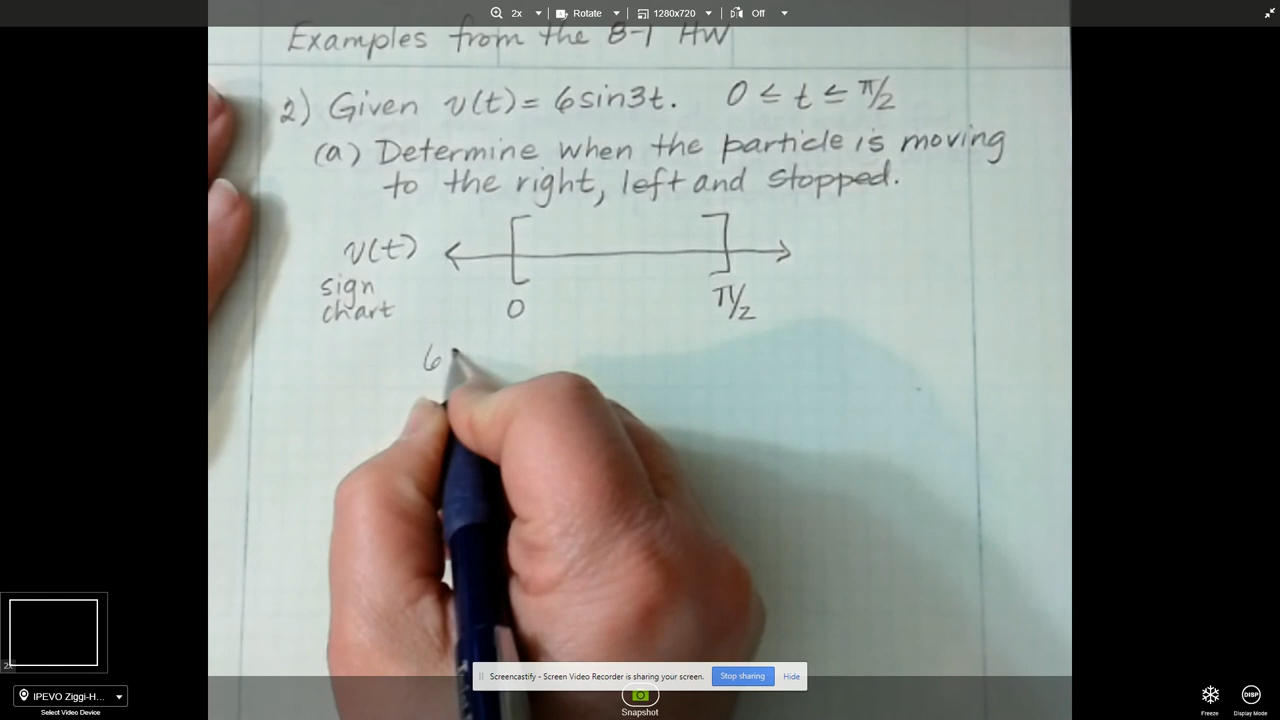 2x Rotate 1280x720 Off
Examples from the 8-1 HW
2) Given v(t) = 6sin3t. 0 ≤ t ≤ π/2
(a) Determine when the particle is moving
to the right, left and stopped.
v(t)
sign
chart
0 π/2
6
2x
Screencastify - Screen Video Recorder is sharing your screen. Stop sharing Hide
IPEVO Ziggi-H...
Select Video Device
Snapshot
DISP
Freeze Display Mode